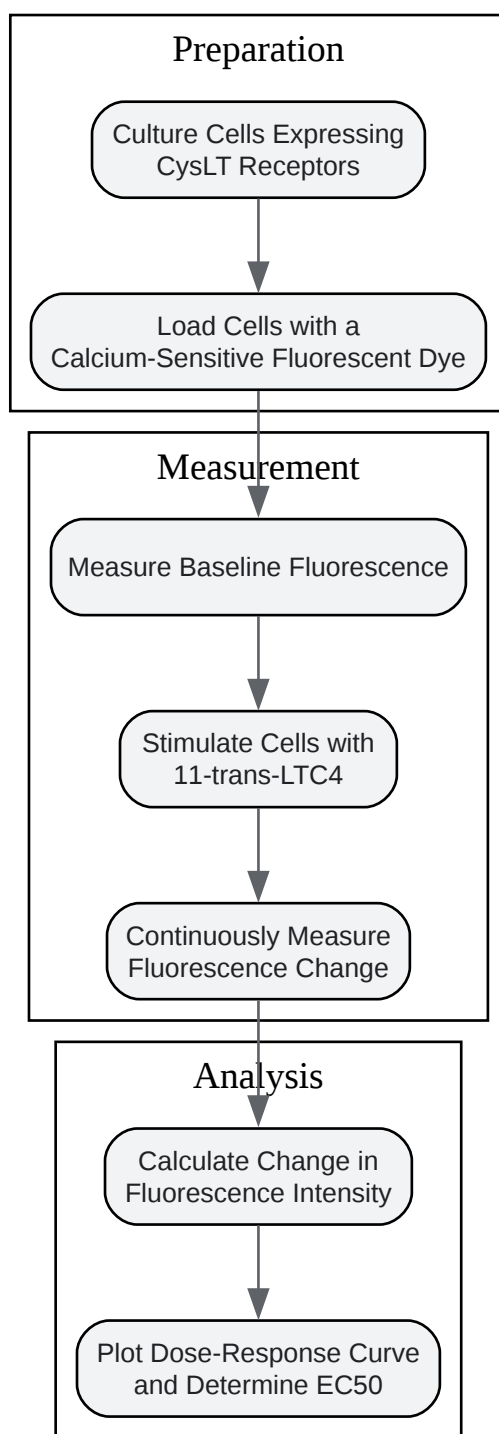 Preparation
Culture Cells Expressing
CysLT Receptors
Load Cells with a
Calcium-Sensitive Fluorescent Dye
Measurement
Measure Baseline Fluorescence
Stimulate Cells with
11-trans-LTC4
Continuously Measure
Fluorescence Change
Analysis
Calculate Change in
Fluorescence Intensity
Plot Dose-Response Curve
and Determine EC50